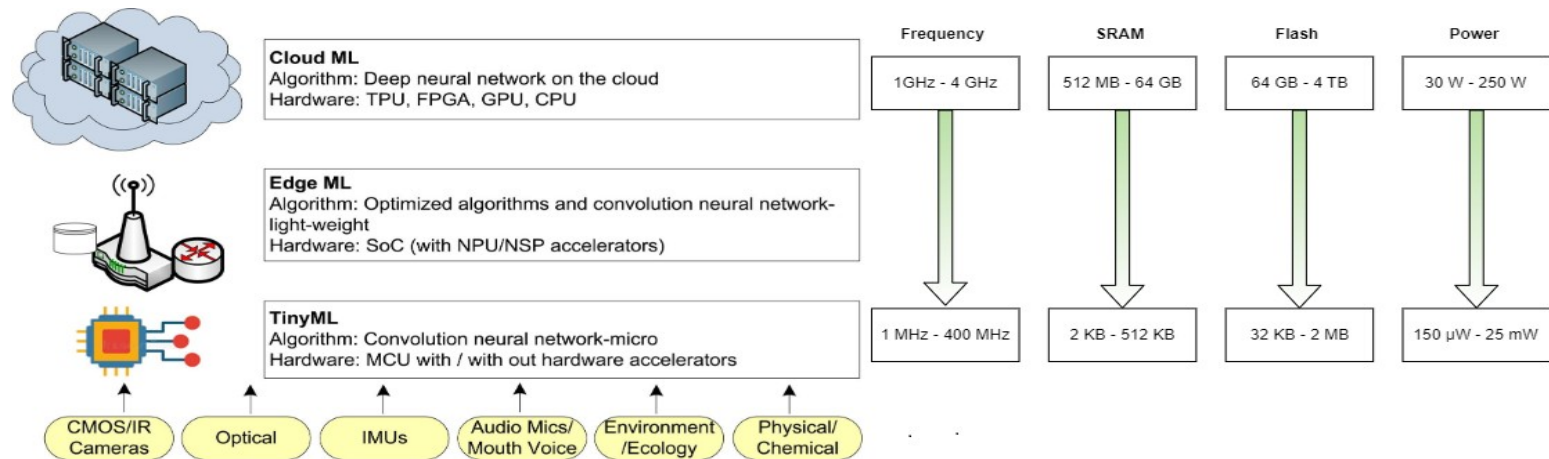 Cloud ML
Algorithm: Deep neural network on the cloud
Hardware: TPU, FPGA, GPU, CPU
Frequency
SRAM
Flash
Power
1GHz - 4 GHz
512 MB - 64 GB
64 GB - 4 TB
30 W - 250 W
Edge ML
Algorithm: Optimized algorithms and convolution neural network-
light-weight
Hardware: SoC (with NPU/NSP accelerators)
TinyML
Algorithm: Convolution neural network-micro
Hardware: MCU with / with out hardware accelerators
1 MHz - 400 MHz
2 KB - 512 KB
32 KB - 2 MB
150 µW - 25 mW
CMOS/IR
Cameras
Optical
IMUs
Audio Mics/
Mouth Voice
Environment
/Ecology
Physical/
Chemical
. .